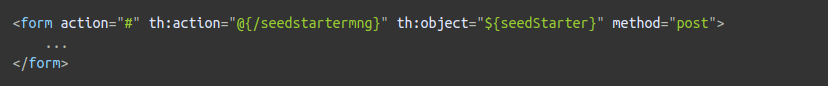 <form action="#" th:action="@{/seedstartermng}" th:object="${seedStarter}" method="post">
    ...
</form>